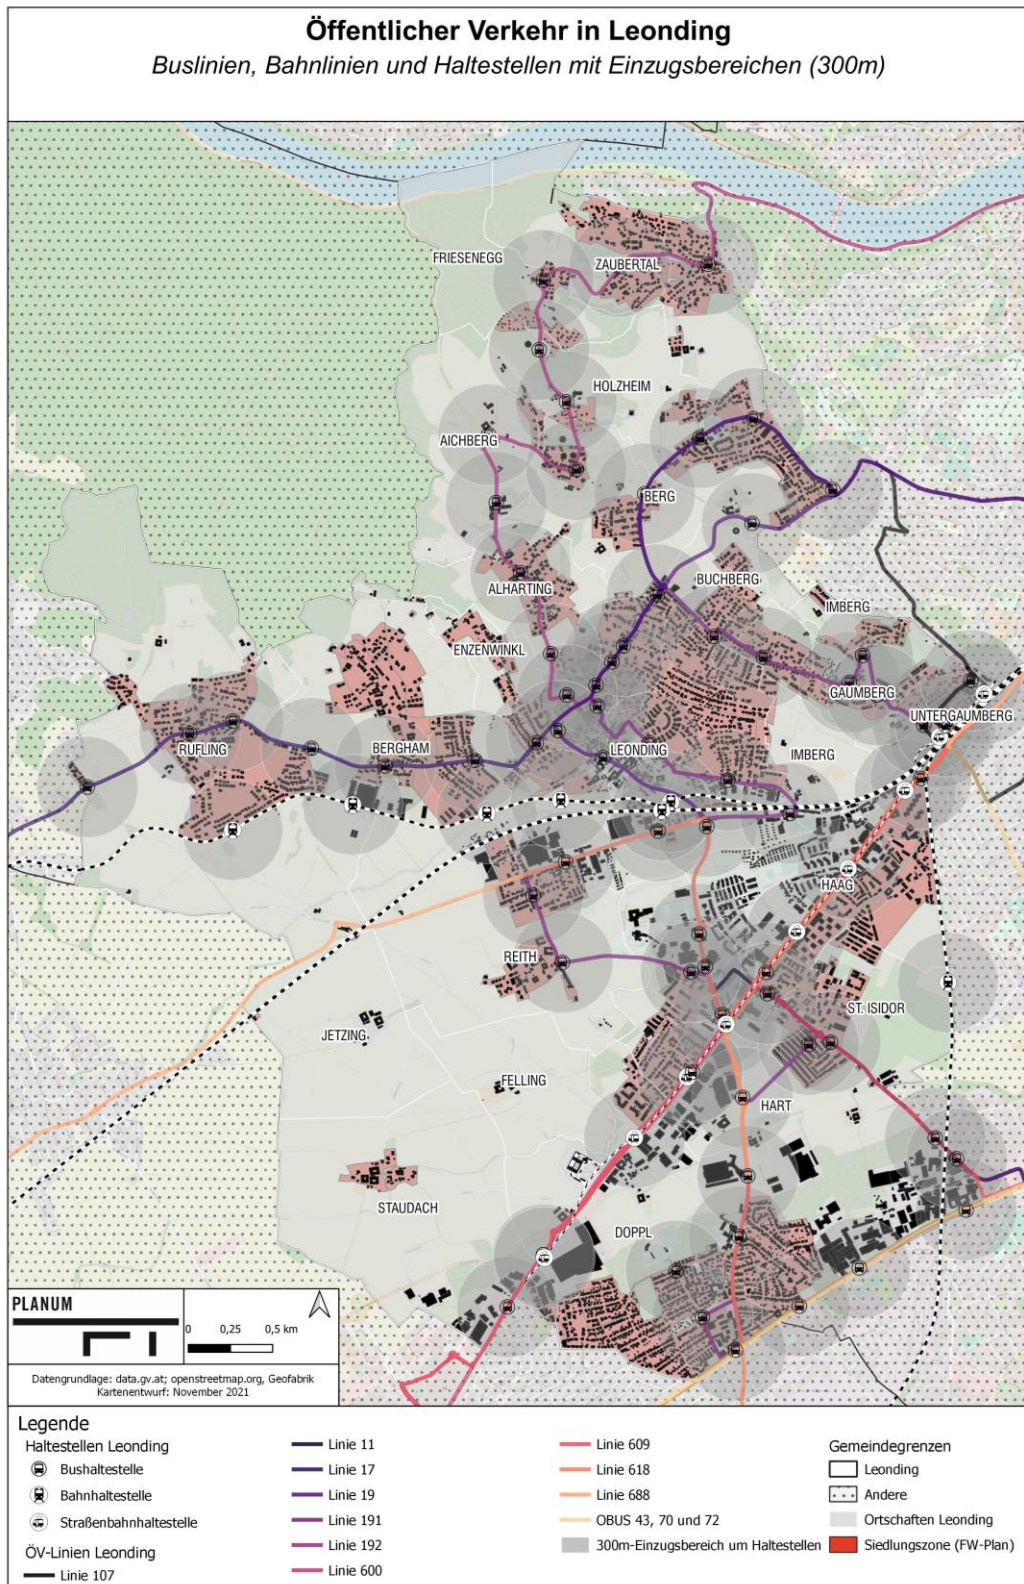 Öffentlicher Verkehr in Leonding
Buslinien, Bahnlinien und Haltestellen mit Einzugsbereichen (300m)
FRIESENEGG
ZAUBERTAL
HOLZHEIM
AICHBERG
BERG
BUCHBERG
ALHARTING
IMBERG
ENZENWINKL
GAUMBERG
UNTERGAUMBERG
RUFLING
BERGHAM
LEONDING
IMBERG
HAAG
REITH
ST. ISIDOR
JETZING
FELLING
HART
STAUDACH
DOPPL
PLANUM
0 0,25 0,5 km
Datengrundlage: data.gv.at; openstreetmap.org, Geofabrik
Kartenentwurf: November 2021
Legende
Haltestellen Leonding
Bushaltestelle
Bahnhaltestelle
Straßenbahnhaltestelle
ÖV-Linien Leonding
Linie 107
Linie 11
Linie 17
Linie 19
Linie 191
Linie 192
Linie 600
Linie 609
Linie 618
Linie 688
OBUS 43, 70 und 72
300m-Einzugsbereich um Haltestellen
Gemeindegrenzen
Leonding
Andere
Ortschaften Leonding
Siedlungszone (FW-Plan)